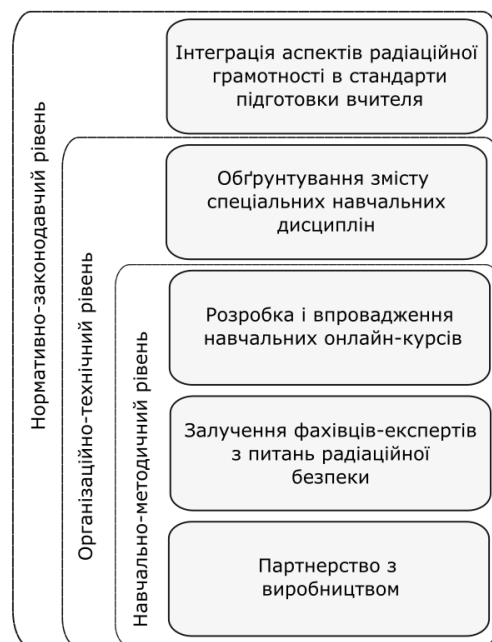 Нормативно-законодавчий рівень
Інтеграція аспектів радіаційної
грамотності в стандарти
підготовки вчителя
Організаційно-технічний рівень
Обґрунтування змісту
спеціальних навчальних
дисциплін
Навчально-методичний рівень
Розробка і впровадження
навчальних онлайн-курсів
Залучення фахівців-експертів
з питань радіаційної
безпеки
Партнерство з
виробництвом